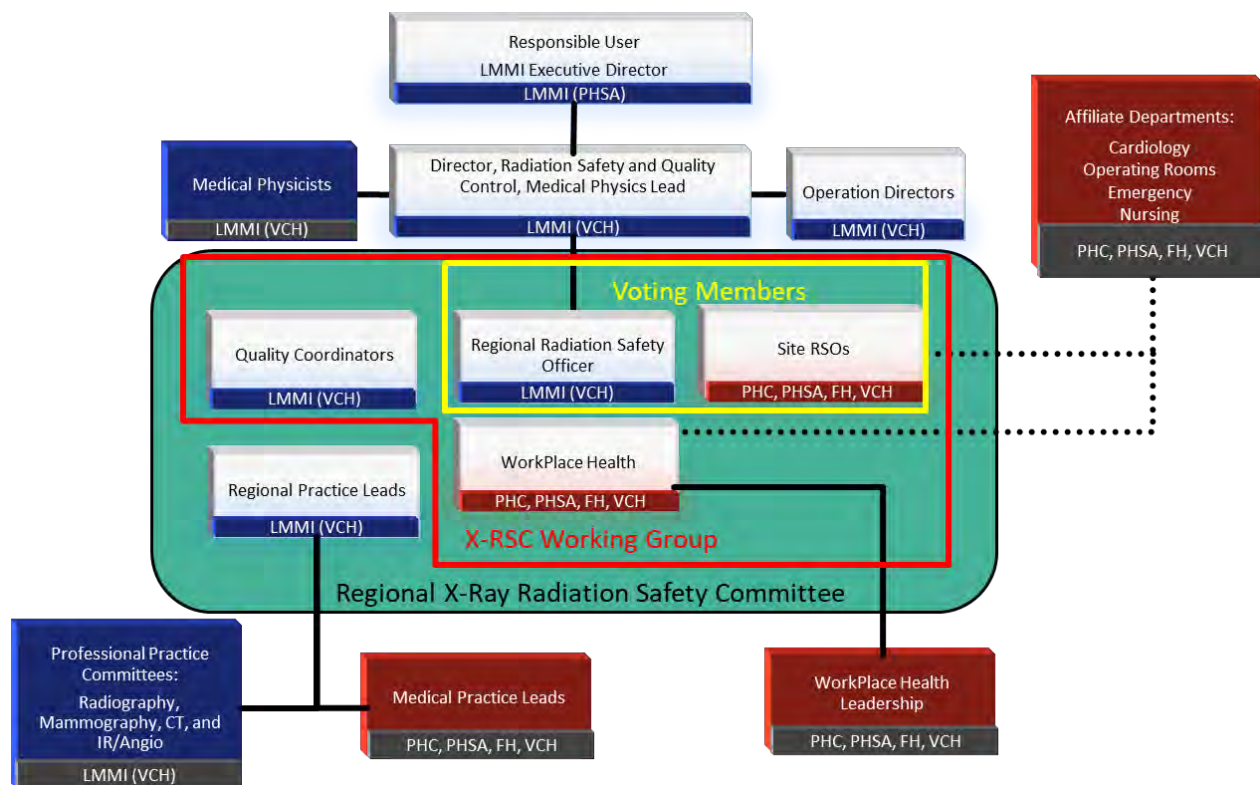 Responsible User
LMMI Executive Director
LMMI (PHSA)
Medical Physicists
LMMI (VCH)
Director, Radiation Safety and Quality
Control, Medical Physics Lead
LMMI (VCH)
Operation Directors
LMMI (VCH)
Affiliate Departments:
Cardiology
Operating Rooms
Emergency
Nursing
PHC, PHSA, FH, VCH
Voting Members
Quality Coordinators
LMMI (VCH)
Regional Radiation Safety
Officer
LMMI (VCH)
Site RSOs
PHC, PHSA, FH, VCH
Regional Practice Leads
LMMI (VCH)
WorkPlace Health
PHC, PHSA, FH, VCH
X-RSC Working Group
Regional X-Ray Radiation Safety Committee
Professional Practice
Committees:
Radiography,
Mammography, CT, and
IR/Angio
LMMI (VCH)
Medical Practice Leads
PHC, PHSA, FH, VCH
WorkPlace Health
Leadership
PHC, PHSA, FH, VCH